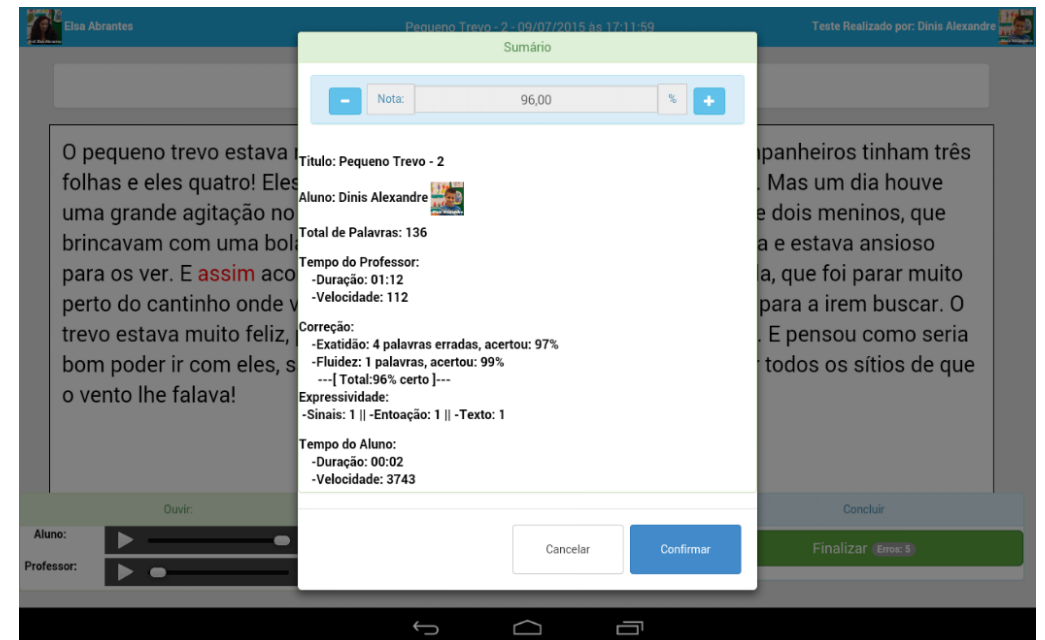 Elsa Abrantes
Pequeno Trevo - 2 - 09/07/2015 às 17:11:59
Teste Realizado por: Dinis Alexandre
Sumário
- Nota: 96,00 % +
Titulo: Pequeno Trevo - 2
Aluno: Dinis Alexandre
Total de Palavras: 136
Tempo do Professor:
-Duração: 01:12
-Velocidade: 112
Correção:
-Exatidão: 4 palavras erradas, acertou: 97%
-Fluidez: 1 palavras, acertou: 99%
---[ Total:96% certo ]---
Expressividade:
-Sinais: 1 || -Entoação: 1 || -Texto: 1
Tempo do Aluno:
-Duração: 00:02
-Velocidade: 3743
Cancelar
Confirmar
O pequeno trevo estava
folhas e eles quatro! Eles
uma grande agitação no
brincavam com uma
para os ver. E assim
perto do cantinho onde
trevo estava muito feliz,
bom poder ir com eles,
o vento lhe falava!
tinham três
. Mas um dia houve
e dois meninos, que
a e estava ansioso
que foi parar muito
para a irem buscar. O
. E pensou como seria
todos os sítios de que
Ouvir:
Aluno:
Professor:
Concluir
Finalizar Erros: 5